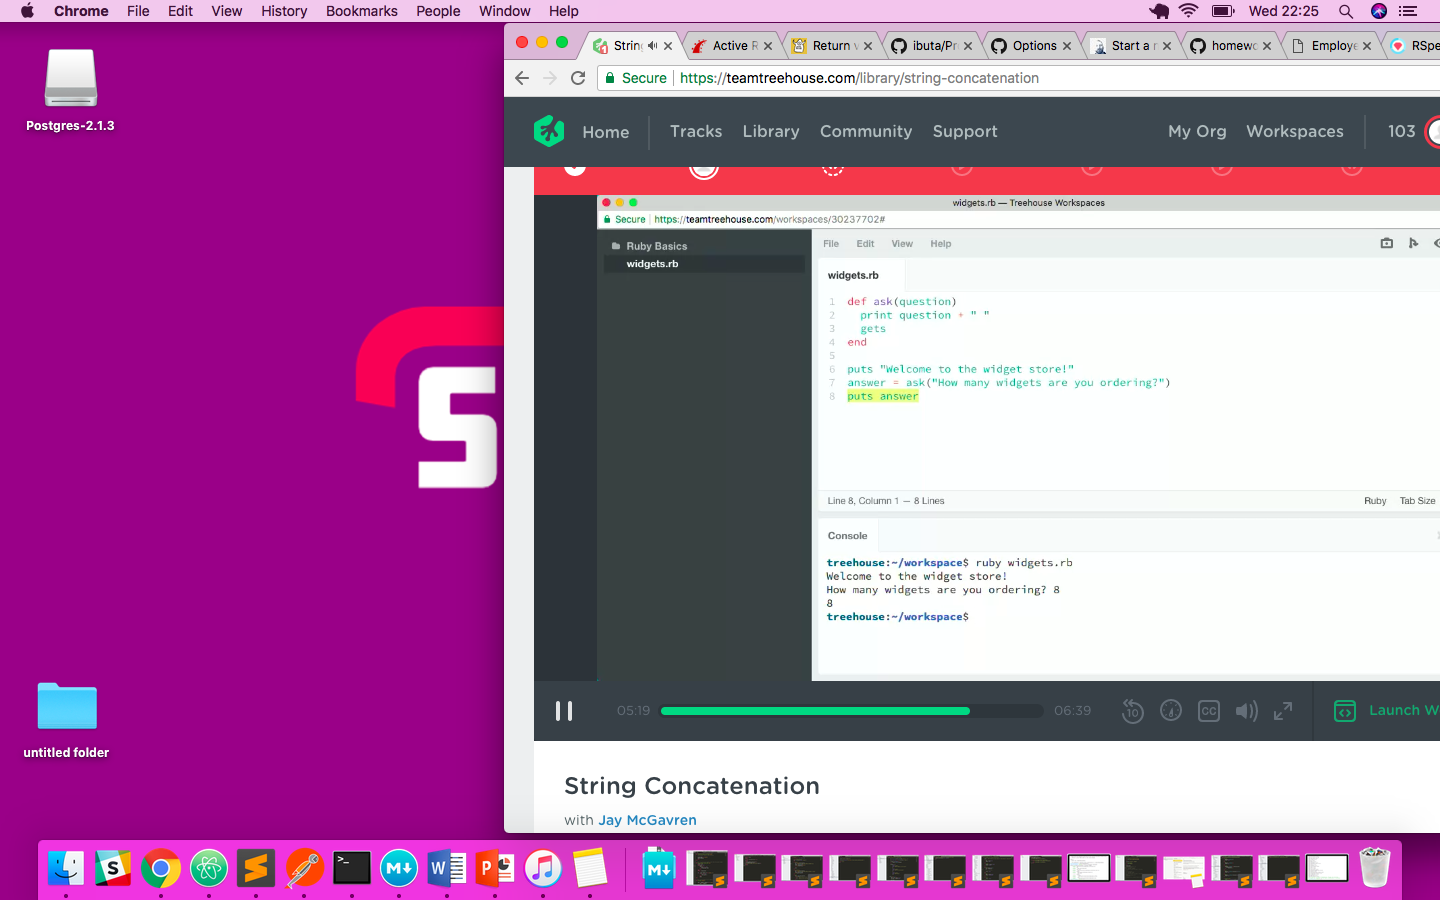 Chrome File Edit View History Bookmarks People Window Help Wed 22:25
Postgres-2.1.3
untitled folder
S
Strin Active R Return v ibuta/Pr Options Start a r homewo Employe RSpe
Secure https://teamtreehouse.com/library/string-concatenation
Home Tracks Library Community Support My Org Workspaces 103
widgets.rb — Treehouse Workspaces
Secure https://teamtreehouse.com/workspaces/30237702#
Ruby Basics
widgets.rb
File Edit View Help
widgets.rb
1 def ask(question)
2 print question + " "
3 gets
4 end
5
6 puts "Welcome to the widget store!"
7 answer = ask("How many widgets are you ordering?")
8 puts answer
Line 8, Column 1 — 8 Lines Ruby Tab Size
Console
treehouse:~/workspace$ ruby widgets.rb
Welcome to the widget store!
How many widgets are you ordering? 8
8
treehouse:~/workspace$
05:19 06:39 10 CC Launch W
String Concatenation
with Jay McGavren